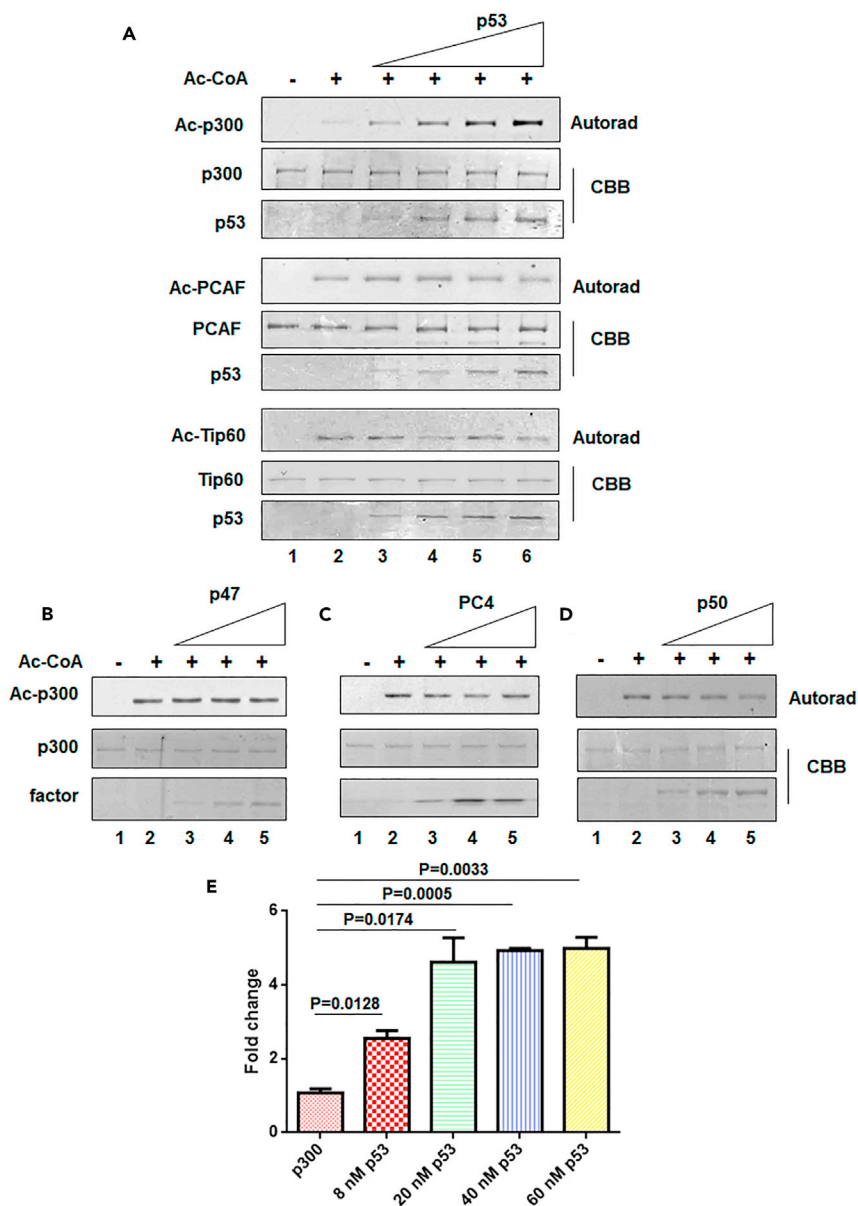 A
p53
Ac-CoA - + + + + +
Ac-p300 Autorad
p300
CBB
p53
Ac-PCAF Autorad
PCAF
CBB
p53
Ac-Tip60 Autorad
Tip60
CBB
p53
1 2 3 4 5 6
B p47 C PC4 D p50
Ac-CoA - + + + + - + + + + - + + + +
Ac-p300 Autorad
p300
CBB
factor
1 2 3 4 5 1 2 3 4 5 1 2 3 4 5
E
P=0.0033
P=0.0005
P=0.0174
P=0.0128
Fold change
6
4
2
0
p300
8 nM p53
20 nM p53
40 nM p53
60 nM p53